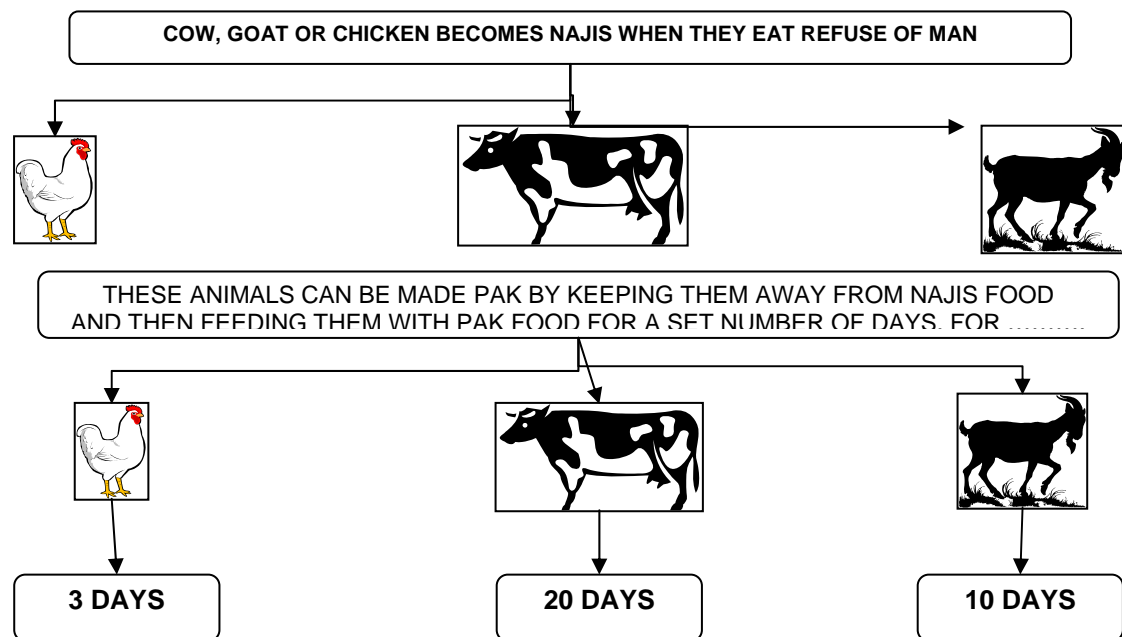 COW, GOAT OR CHICKEN BECOMES NAJIS WHEN THEY EAT REFUSE OF MAN
THESE ANIMALS CAN BE MADE PAK BY KEEPING THEM AWAY FROM NAJIS FOOD
AND THEN FEEDING THEM WITH PAK FOOD FOR A SET NUMBER OF DAYS. FOR ……….
3 DAYS
20 DAYS
10 DAYS